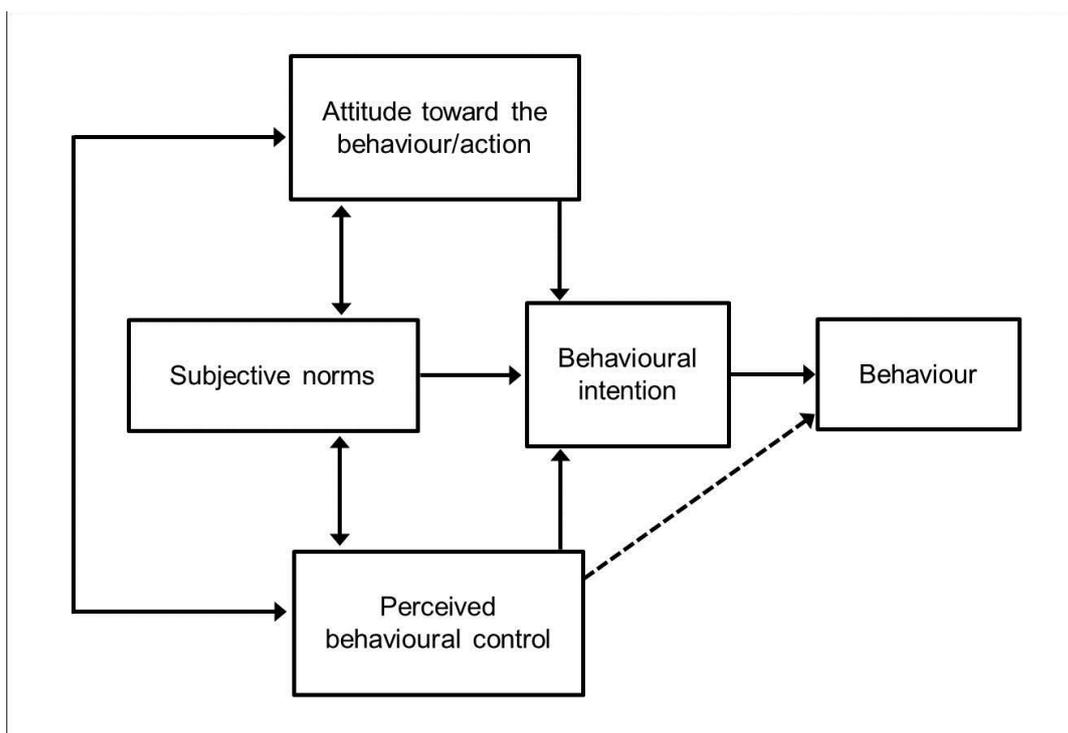 Attitude toward the
behaviour/action
Subjective norms
Behavioural
intention
Behaviour
Perceived
behavioural control